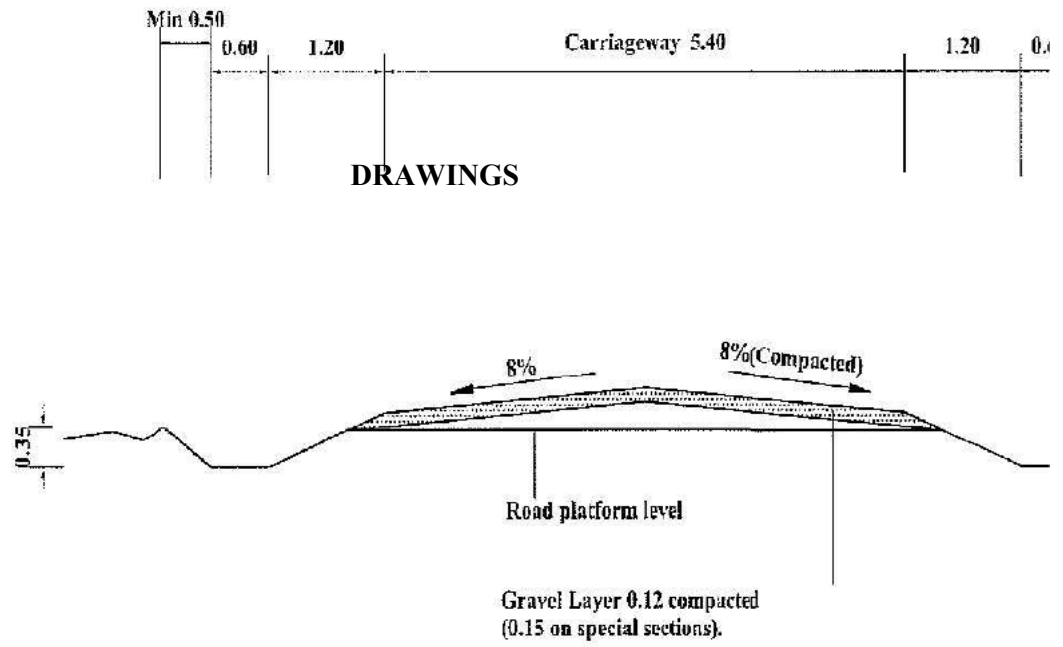 Min 0.50
0.60 1.20 Carriageway 5.40 1.20
DRAWINGS
8% 8%(Compacted)
0.35
Road platform level
Gravel Layer 0.12 compacted
(0.15 on special sections).